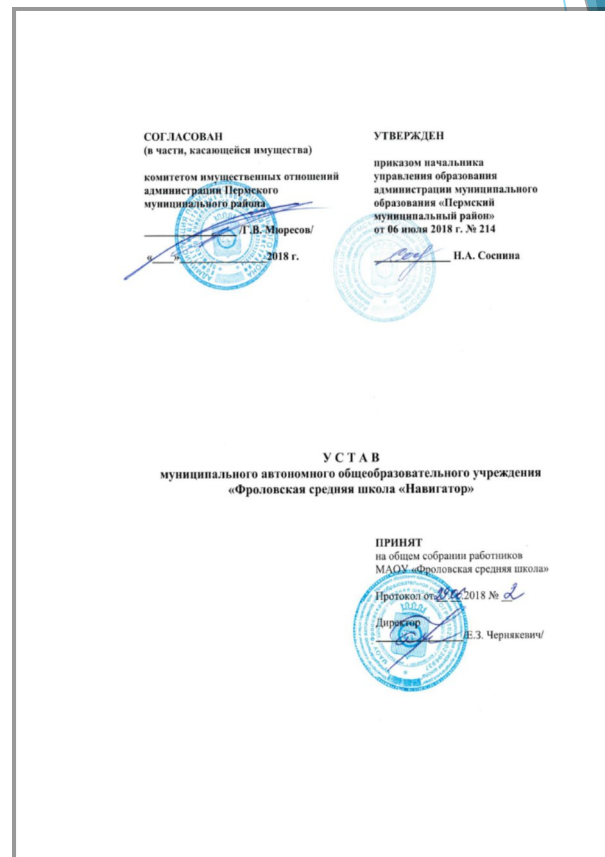 СОГЛАСОВАН
(в части, касающейся имущества)
комитетом имущественных отношений
администрации Пермского
муниципального района
/Г.В. Мюресов/
«___»2018 г.
УТВЕРЖДЕН
приказом начальника
управления образования
администрации муниципального
образования «Пермский
муниципальный район»
от 06 июля 2018 г. № 214
Н.А. Соснина
У С Т А В
муниципального автономного общеобразовательного учреждения
«Фроловская средняя школа «Навигатор»
ПРИНЯТ
на общем собрании работников
МАОУ «Фроловская средняя школа»
Протокол от 2018 № 2
Директор
/Е.З. Чернякевич/